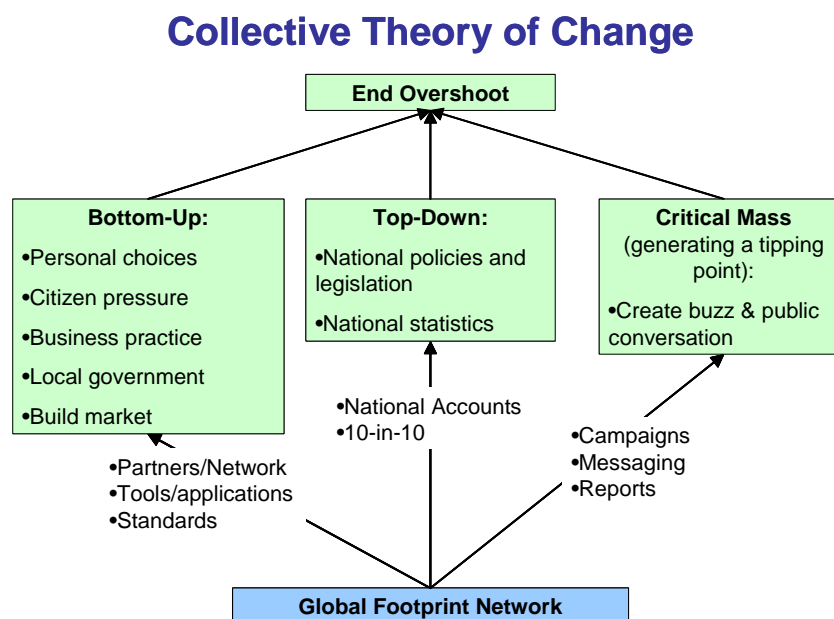 Collective Theory of Change
End Overshoot
Bottom-Up:
•Personal choices
•Citizen pressure
•Business practice
•Local government
•Build market
Top-Down:
•National policies and
legislation
•National statistics
Critical Mass
(generating a tipping
point):
•Create buzz & public
conversation
•Partners/Network
•Tools/applications
•Standards
•National Accounts
•10-in-10
•Campaigns
•Messaging
•Reports
Global Footprint Network